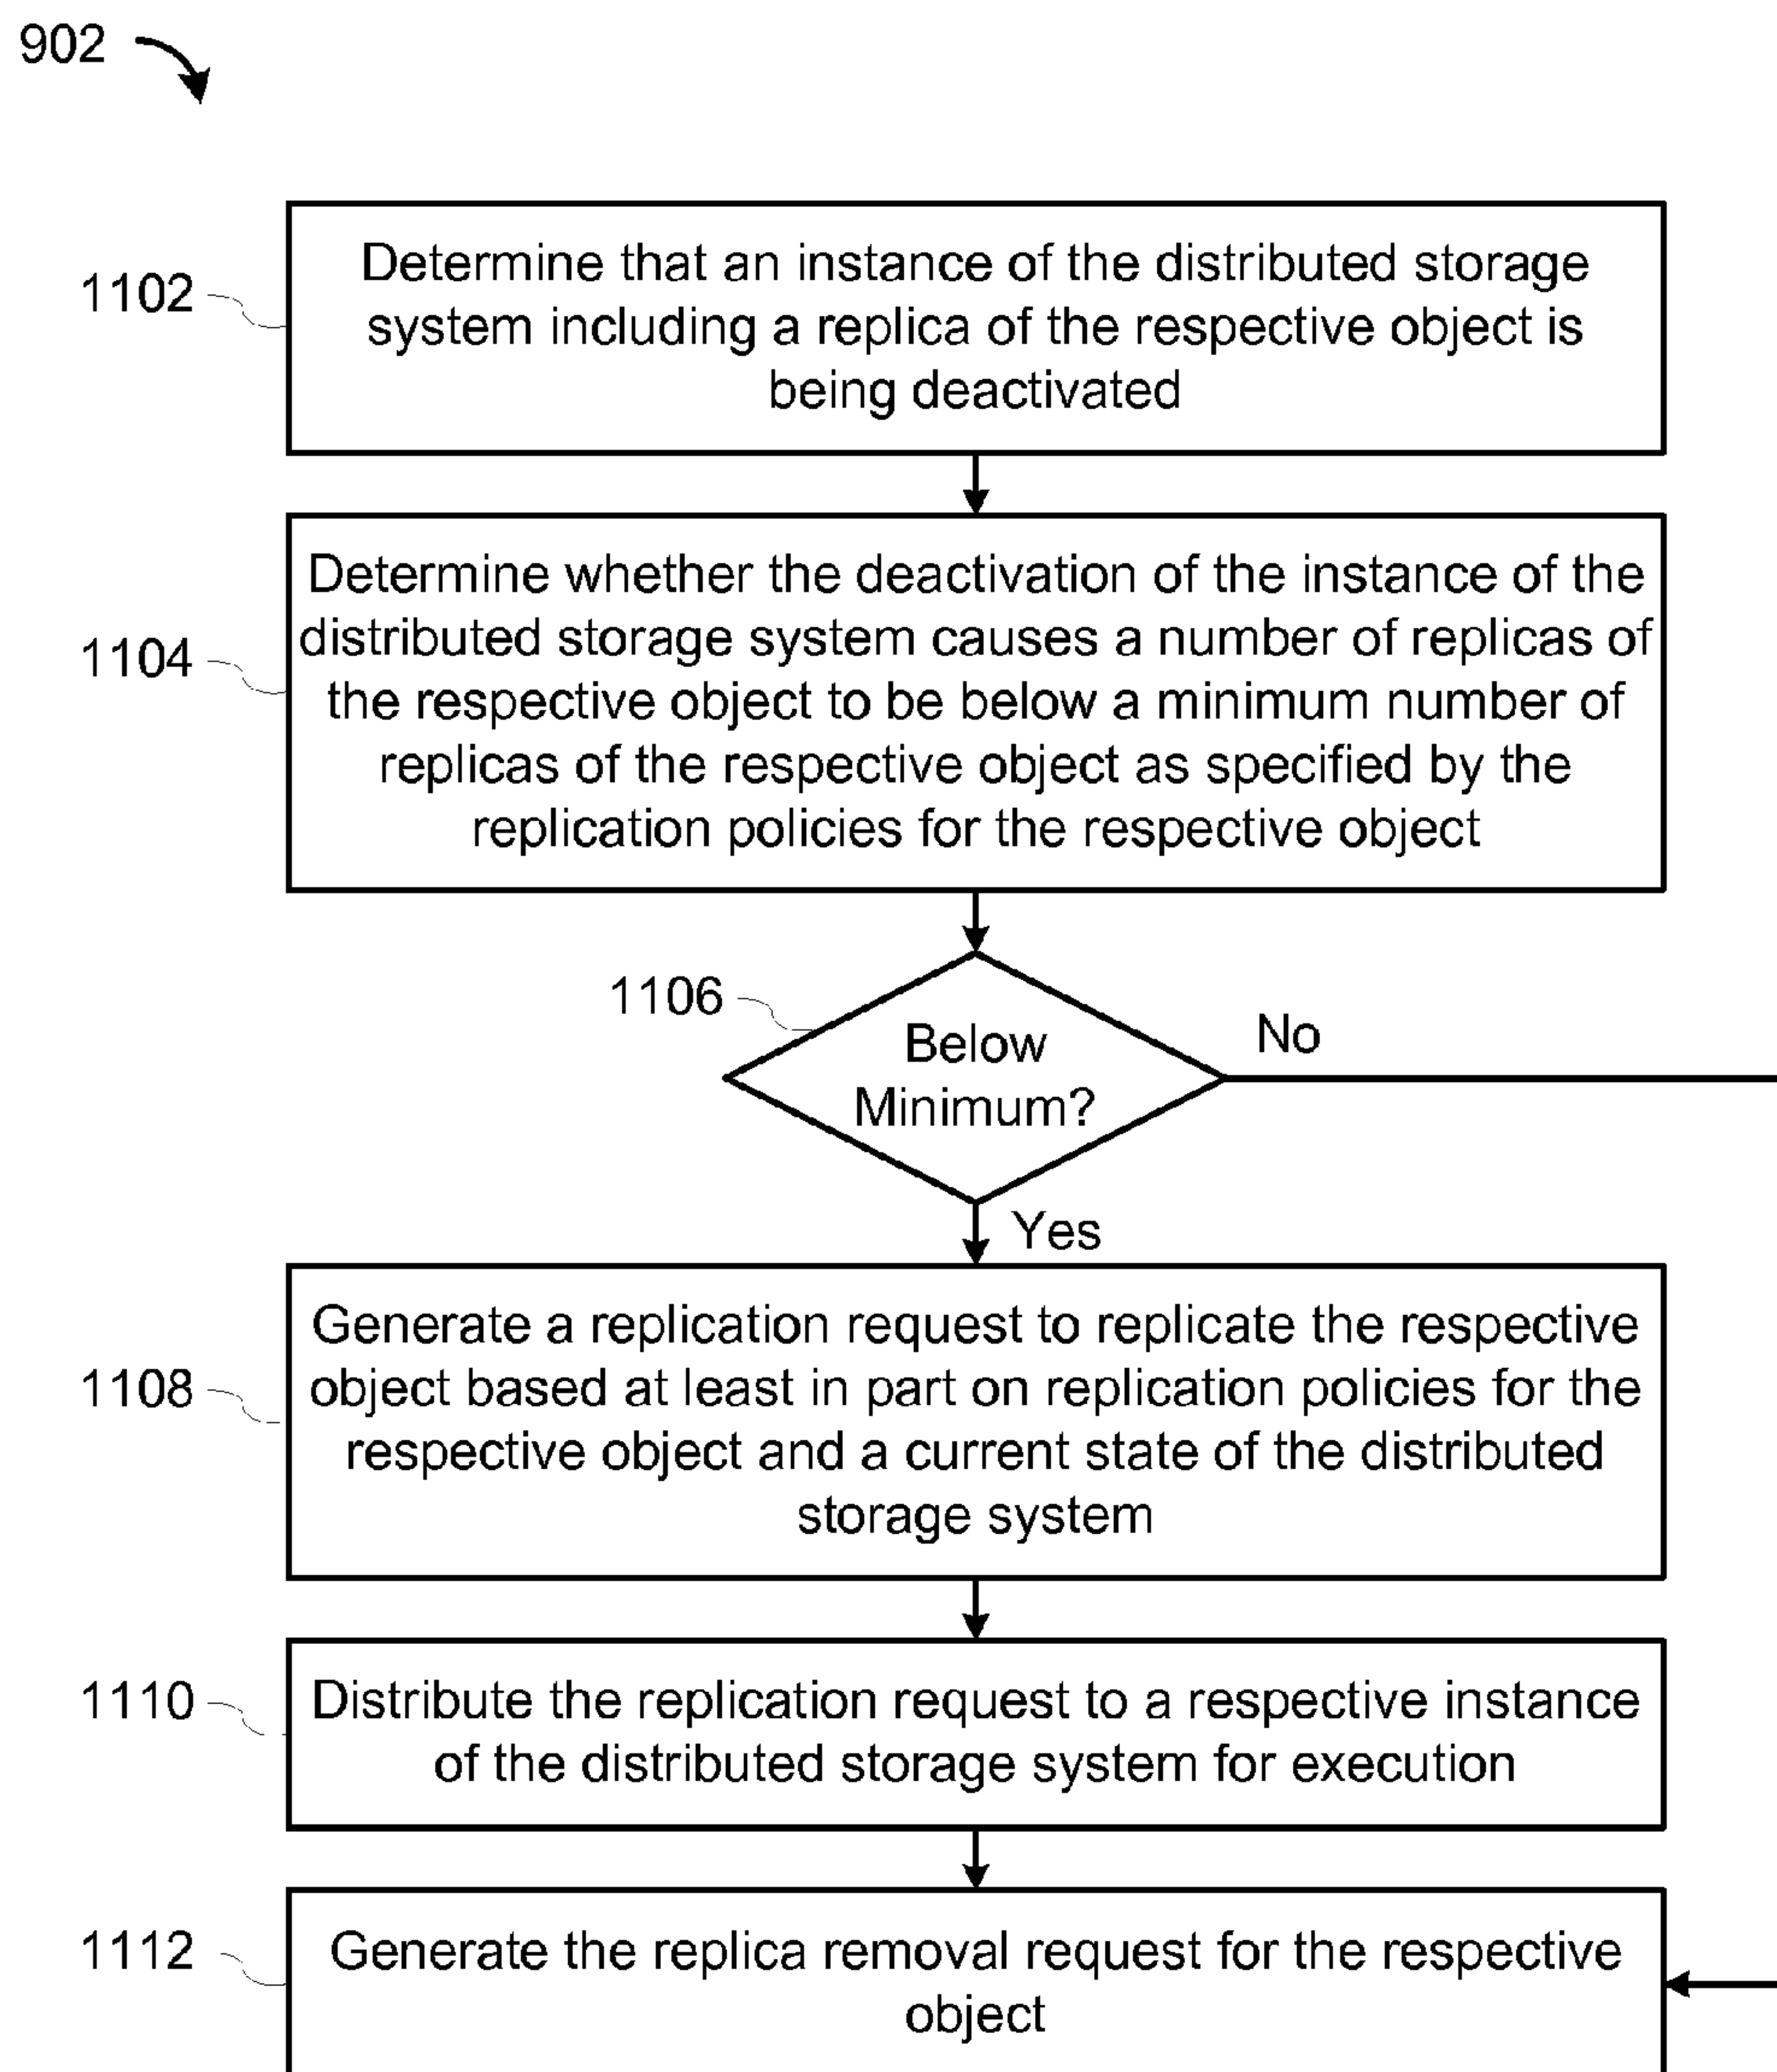 902
1102
Determine that an instance of the distributed storage
system including a replica of the respective object is
being deactivated
1104
Determine whether the deactivation of the instance of the
distributed storage system causes a number of replicas of
the respective object to be below a minimum number of
replicas of the respective object as specified by the
replication policies for the respective object
1106
Below
Minimum?
No
Yes
1108
Generate a replication request to replicate the respective
object based at least in part on replication policies for the
respective object and a current state of the distributed
storage system
1110
Distribute the replication request to a respective instance
of the distributed storage system for execution
1112
Generate the replica removal request for the respective
object